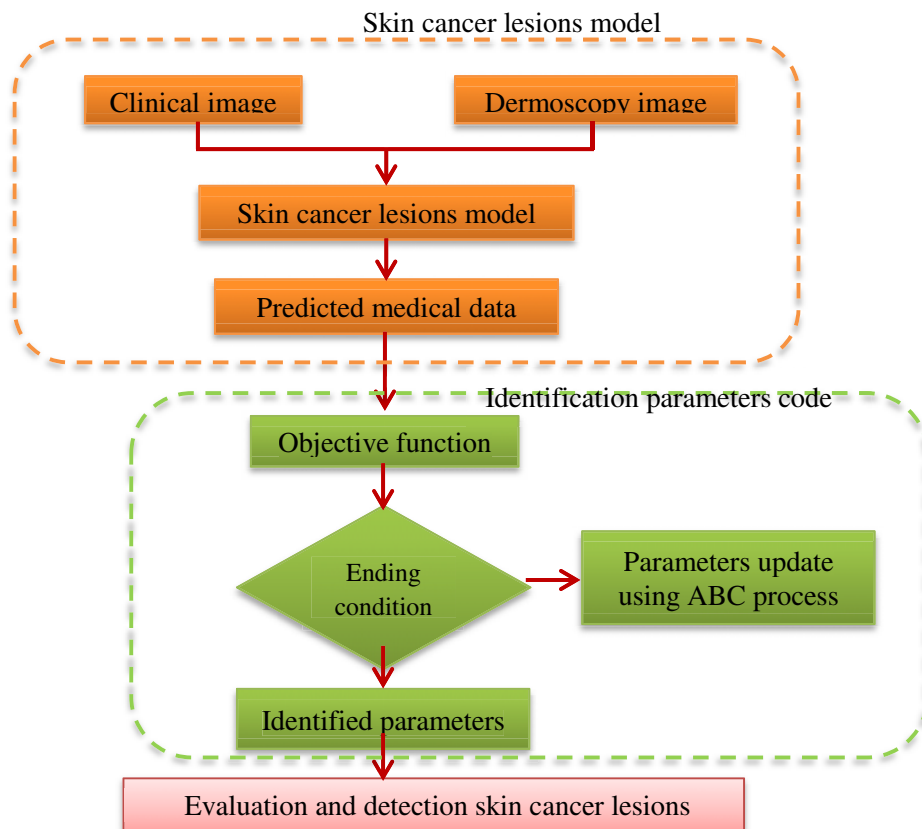 Skin cancer lesions model
Clinical image
Dermoscopy image
Skin cancer lesions model
Predicted medical data
Identification parameters code
Objective function
Ending
condition
Parameters update
using ABC process
Identified parameters
Evaluation and detection skin cancer lesions